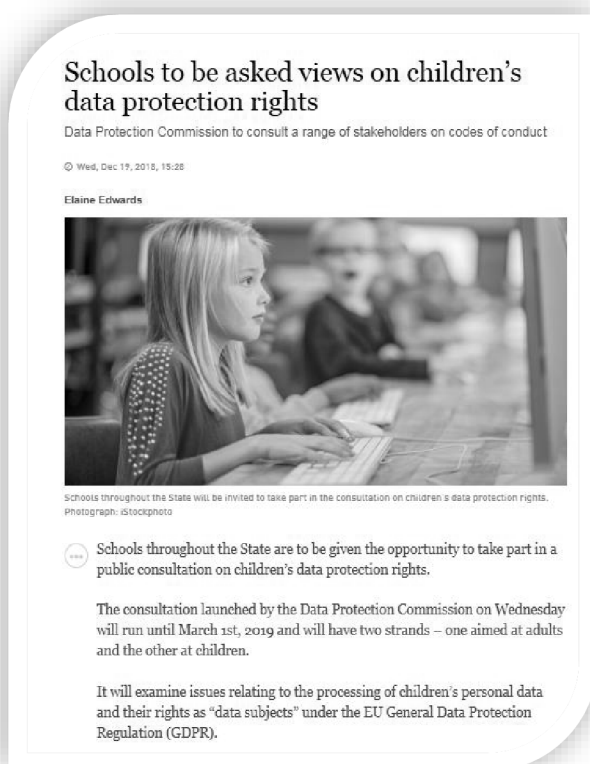 Schools to be asked views on children's
data protection rights
Data Protection Commission to consult a range of stakeholders on codes of conduct
Wed, Dec 19, 2018, 15:28
Elaine Edwards
Schools throughout the State will be invited to take part in the consultation on children's data protection rights.
Photograph: iStockphoto
Schools throughout the State are to be given the opportunity to take part in a
public consultation on children's data protection rights.
The consultation launched by the Data Protection Commission on Wednesday
will run until March 1st, 2019 and will have two strands – one aimed at adults
and the other at children.
It will examine issues relating to the processing of children's personal data
and their rights as “data subjects” under the EU General Data Protection
Regulation (GDPR).